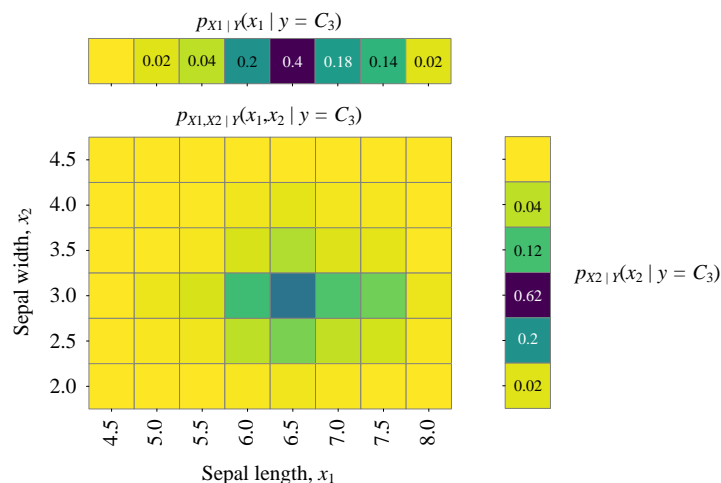 p_{X1 | Y}(x_1 | y = C_3)
0.02 0.04 0.2 0.4 0.18 0.14 0.02
p_{X1,X2 | Y}(x_1,x_2 | y = C_3)
4.5
4.0
3.5
3.0
2.5
2.0
Sepal width, x_2
0.04
0.12
0.62
0.2
0.02
p_{X2 | Y}(x_2 | y = C_3)
4.5 5.0 5.5 6.0 6.5 7.0 7.5 8.0
Sepal length, x_1